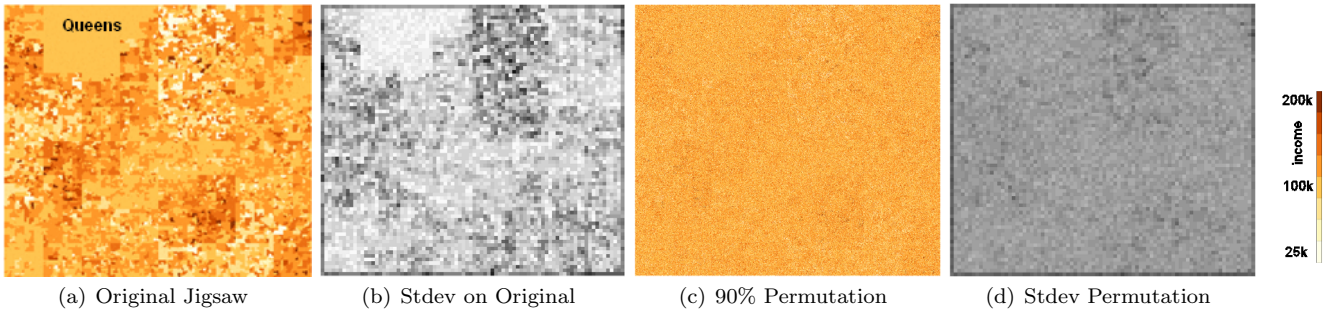 Queens
200k
income
100k
25k
(a) Original Jigsaw
(b) Stdev on Original
(c) 90% Permutation
(d) Stdev Permutation